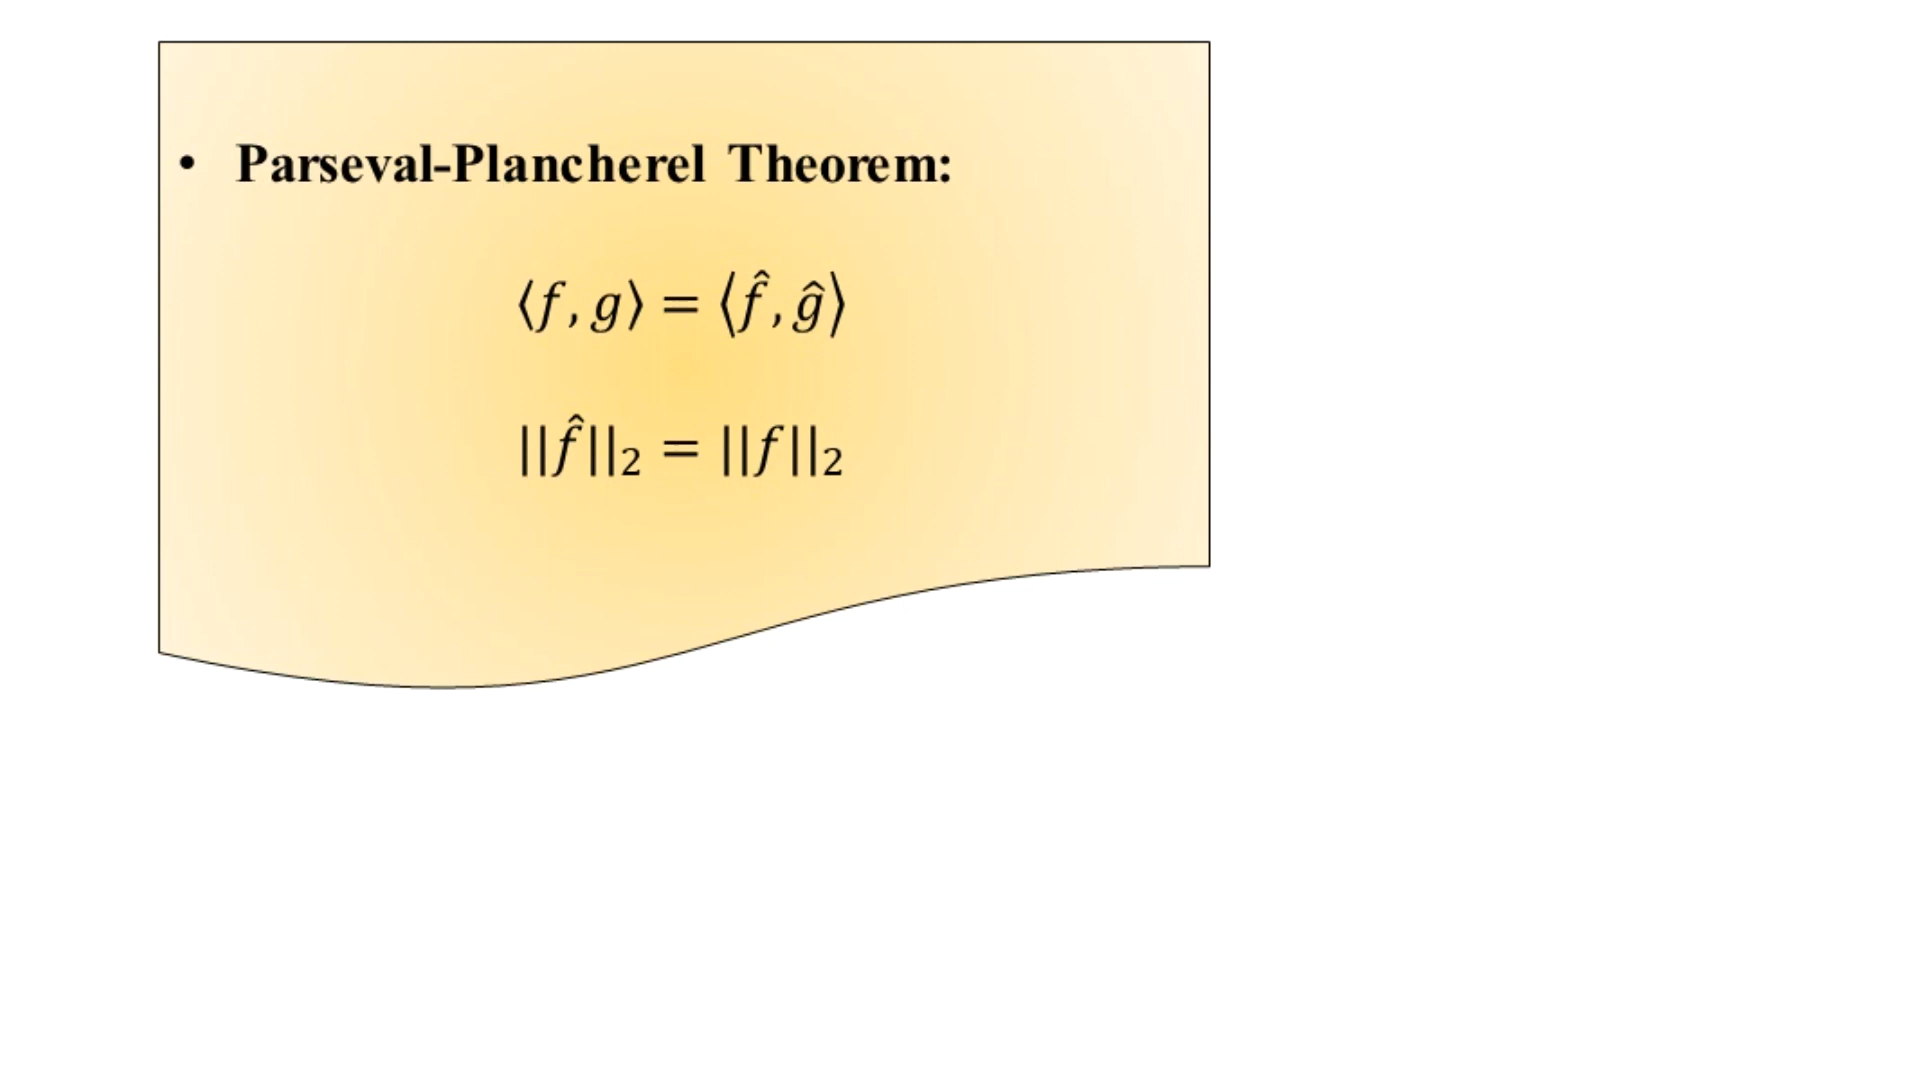 • Parseval-Plancherel Theorem:
⟨f, g⟩ = ⟨f̂, ĝ⟩
||f̂||₂ = ||f||₂